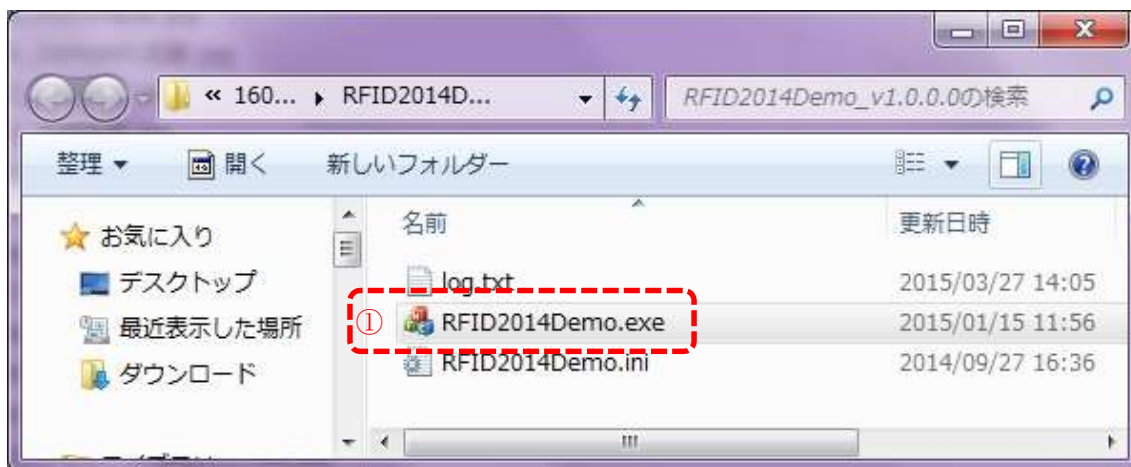 « 160... ▸ RFID2014D...
RFID2014Demo_v1.0.0.0の検索
整理 ▼ 開く 新しいフォルダー
お気に入り
デスクトップ
最近表示した場所
ダウンロード
名前 更新日時
log.txt 2015/03/27 14:05
① RFID2014Demo.exe 2015/01/15 11:56
RFID2014Demo.ini 2014/09/27 16:36